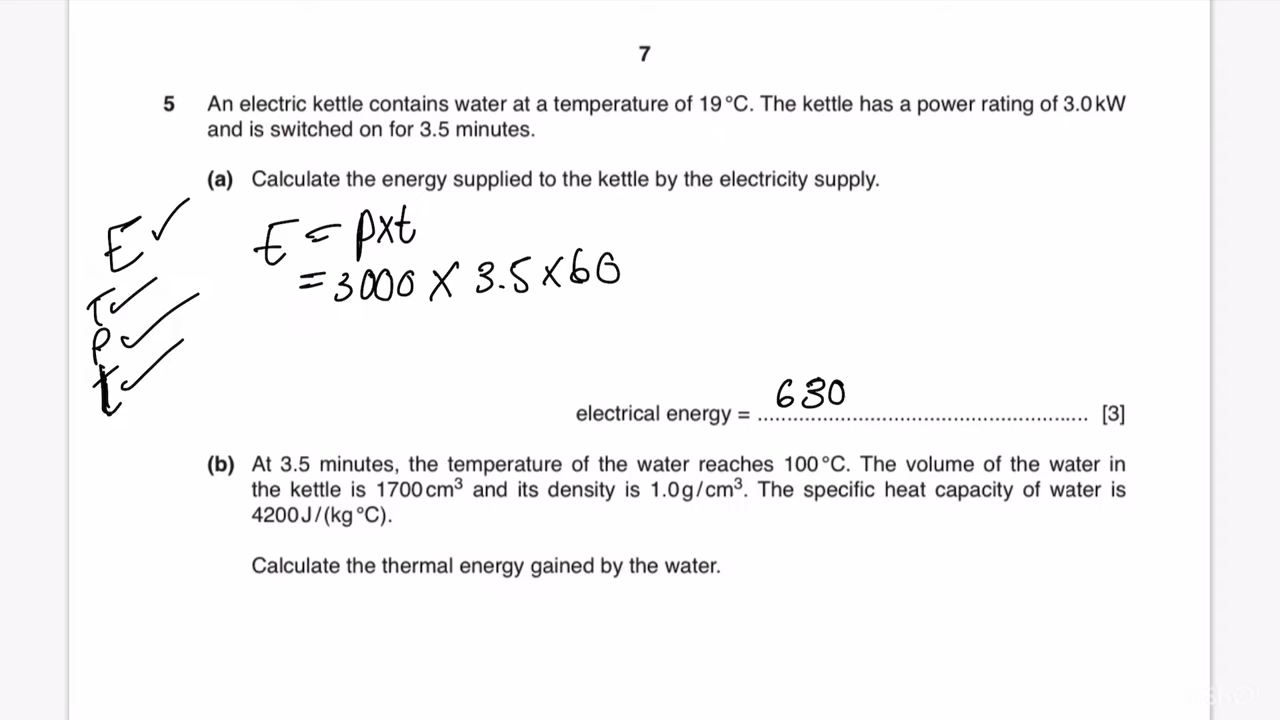 7
5 An electric kettle contains water at a temperature of 19 °C. The kettle has a power rating of 3.0 kW
and is switched on for 3.5 minutes.
(a) Calculate the energy supplied to the kettle by the electricity supply.
E ✓
T ✓
P ✓
t ✓
E = pxt
= 3000 X 3.5 x 60
630
electrical energy = ........................................................ [3]
(b) At 3.5 minutes, the temperature of the water reaches 100 °C. The volume of the water in
the kettle is 1700 cm³ and its density is 1.0 g/cm³. The specific heat capacity of water is
4200 J/(kg °C).
Calculate the thermal energy gained by the water.